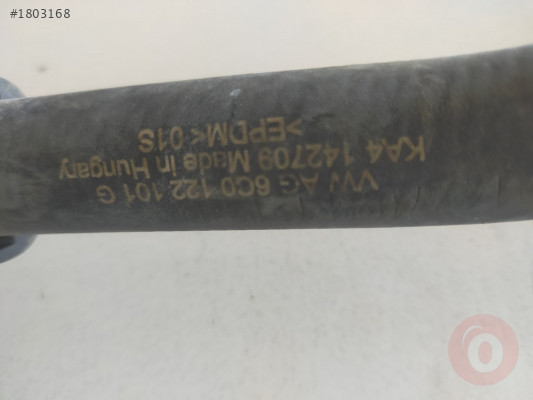 #1803168
VW AG 6C0 122 101 G
KA4 142709 Made in Hungary
>EPDM< 01S